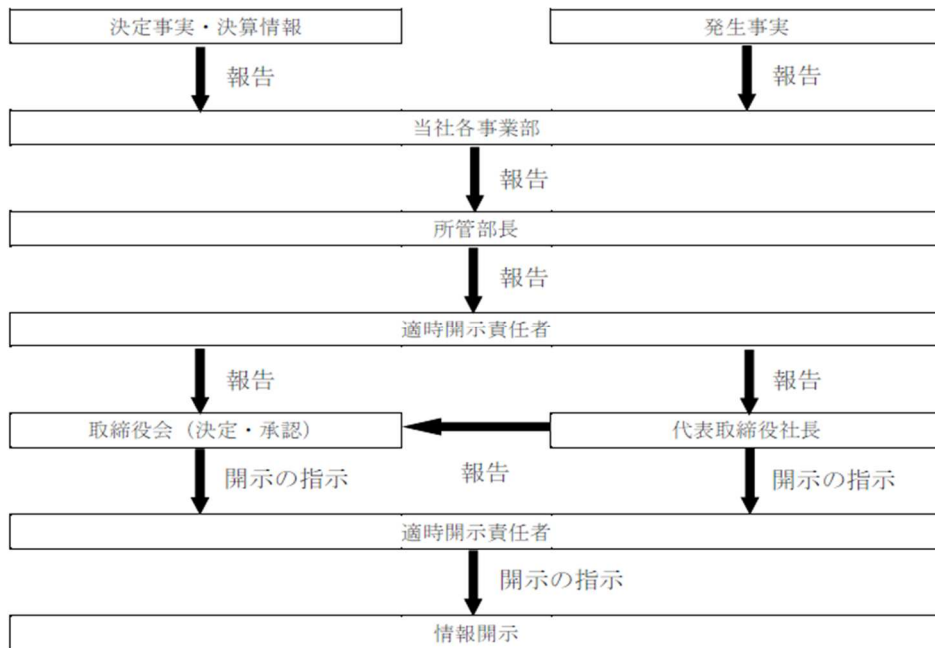 決定事実・決算情報
発生事実
報告
報告
当社各事業部
報告
所管部長
報告
適時開示責任者
報告
報告
取締役会（決定・承認）
代表取締役社長
開示の指示
報告
開示の指示
適時開示責任者
開示の指示
情報開示